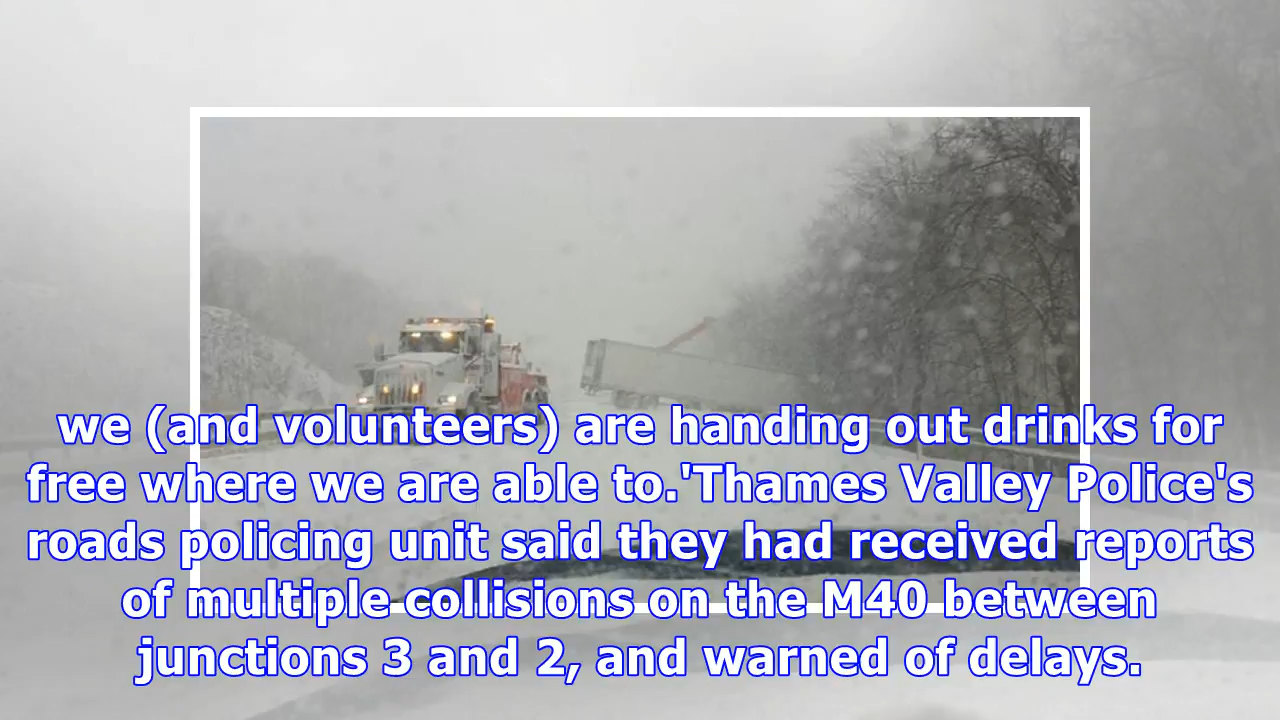 we (and volunteers) are handing out drinks for
free where we are able to.'Thames Valley Police's
roads policing unit said they had received reports
of multiple collisions on the M40 between
junctions 3 and 2, and warned of delays.